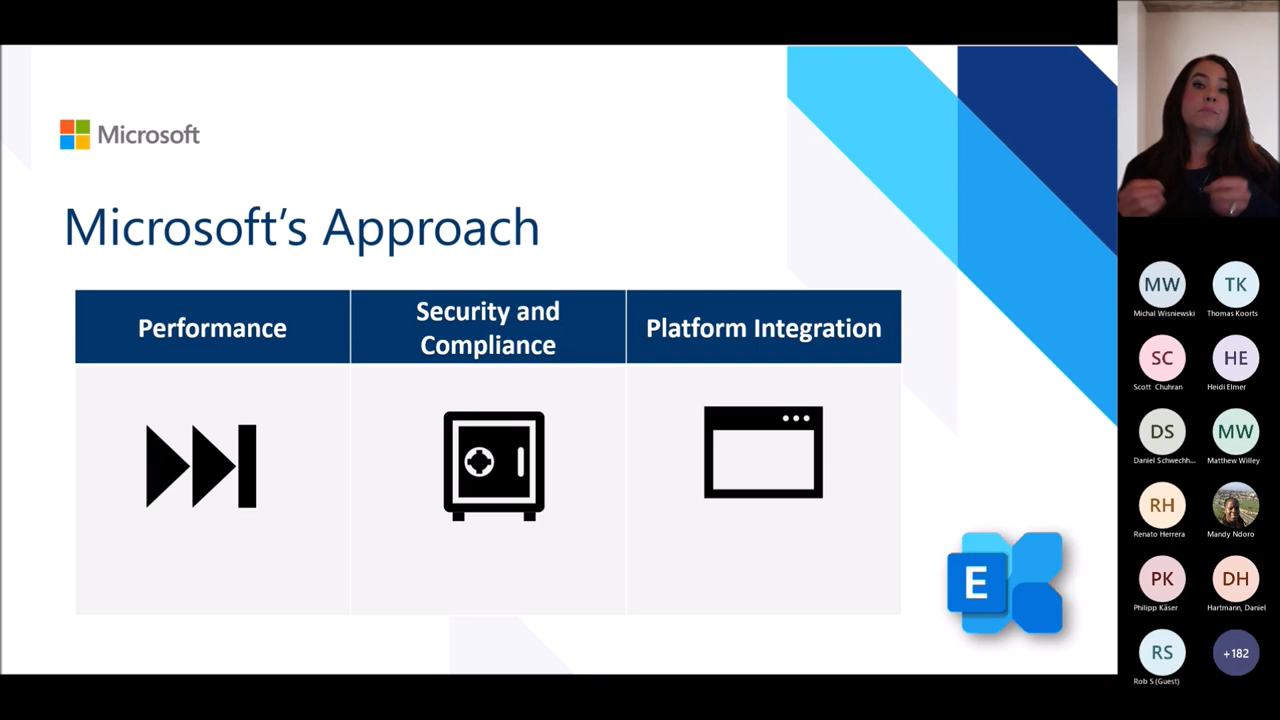 Microsoft
Microsoft's Approach
Performance
Security and
Compliance
Platform Integration
E
MW
TK
Michal Wisniewski
Thomas Koorts
SC
HE
Scott Chuhran
Heidi Elmer
DS
MW
Daniel Schwechh...
Matthew Willey
RH
Renato Herrera
Mandy Ndoro
PK
DH
Philipp Käser
Hartmann, Daniel
RS
+182
Rob S (Guest)